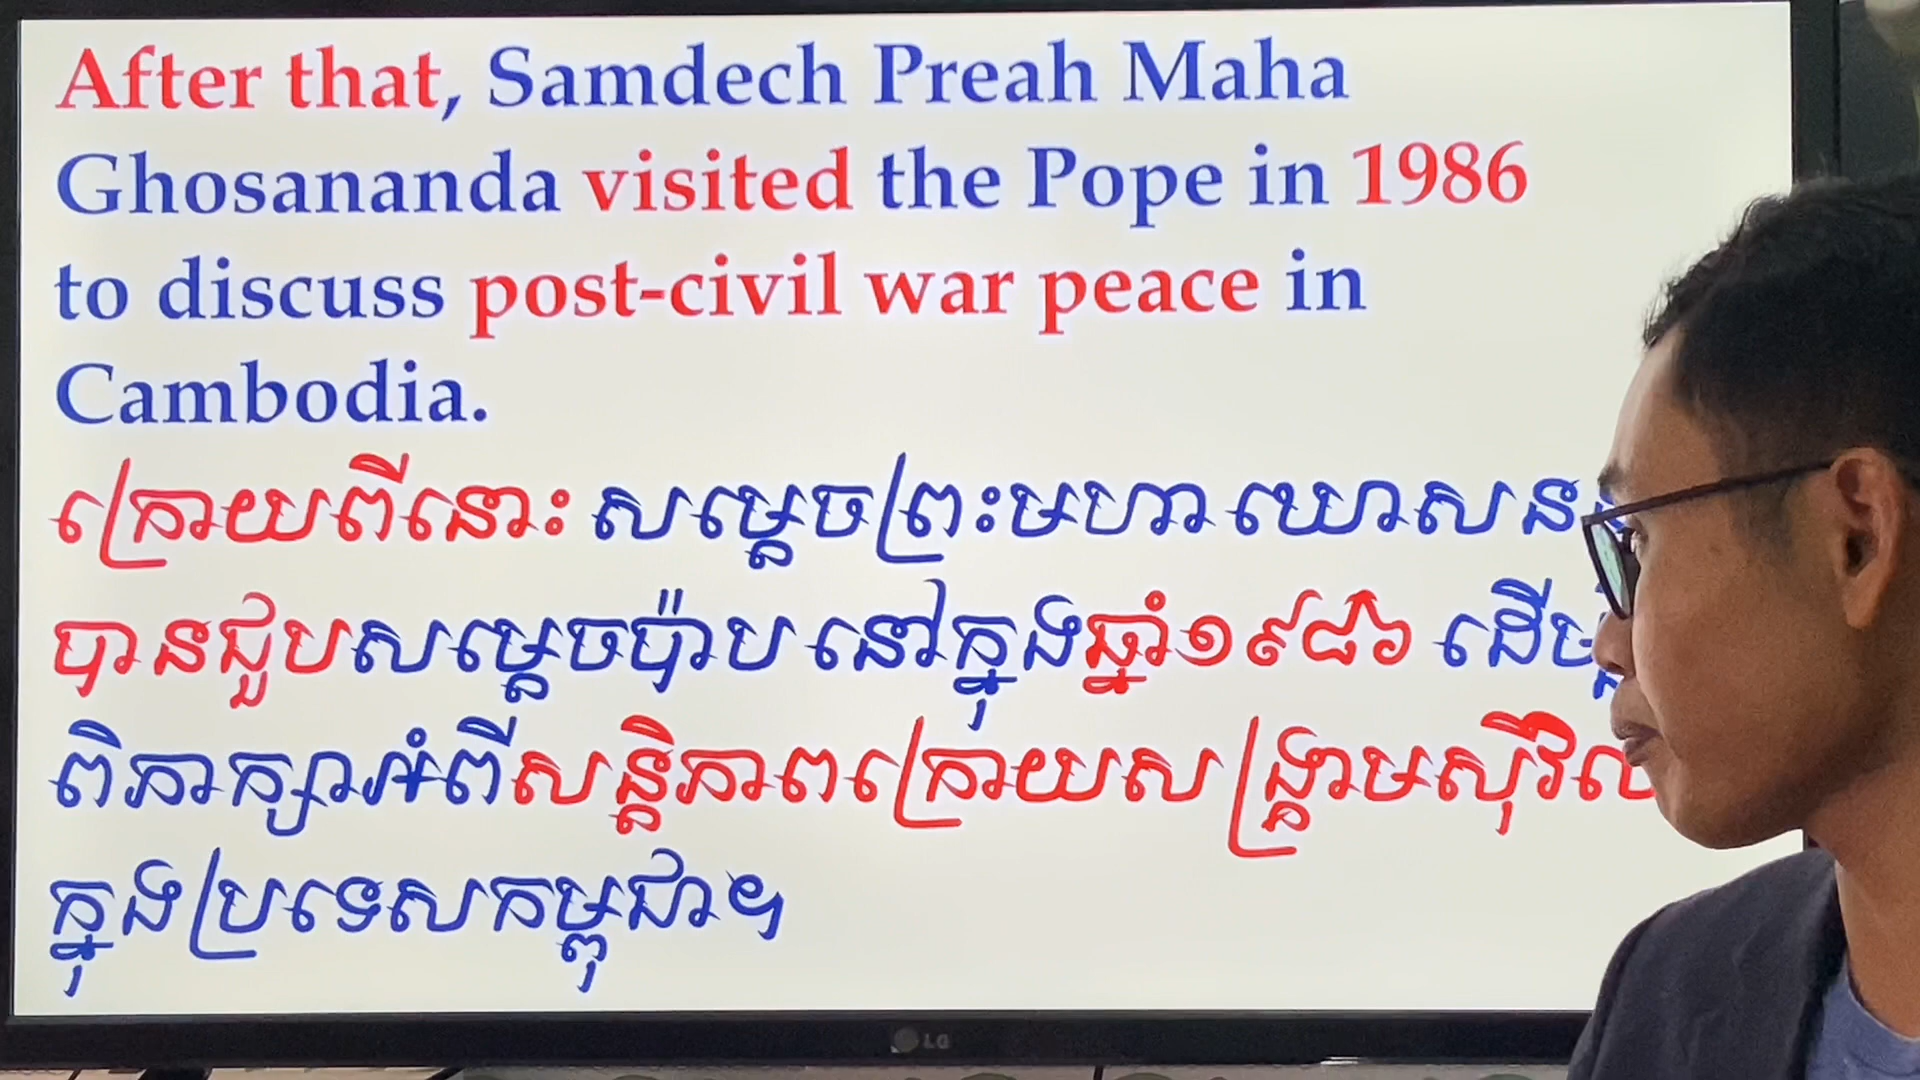 After that, Samdech Preah Maha
Ghosananda visited the Pope in 1986
to discuss post-civil war peace in
Cambodia.
ក្រោយពីនោះ សម្តេចព្រះមហា
បានជួបសម្តេចប៉ាប នៅក្នុងឆ្នាំ១៩៨៦
ពិភាក្សាអំពីសន្តិភាពក្រោយសង្គ្រាមស៊ីវិល
ក្នុងប្រទេសកម្ពុជា។
LG